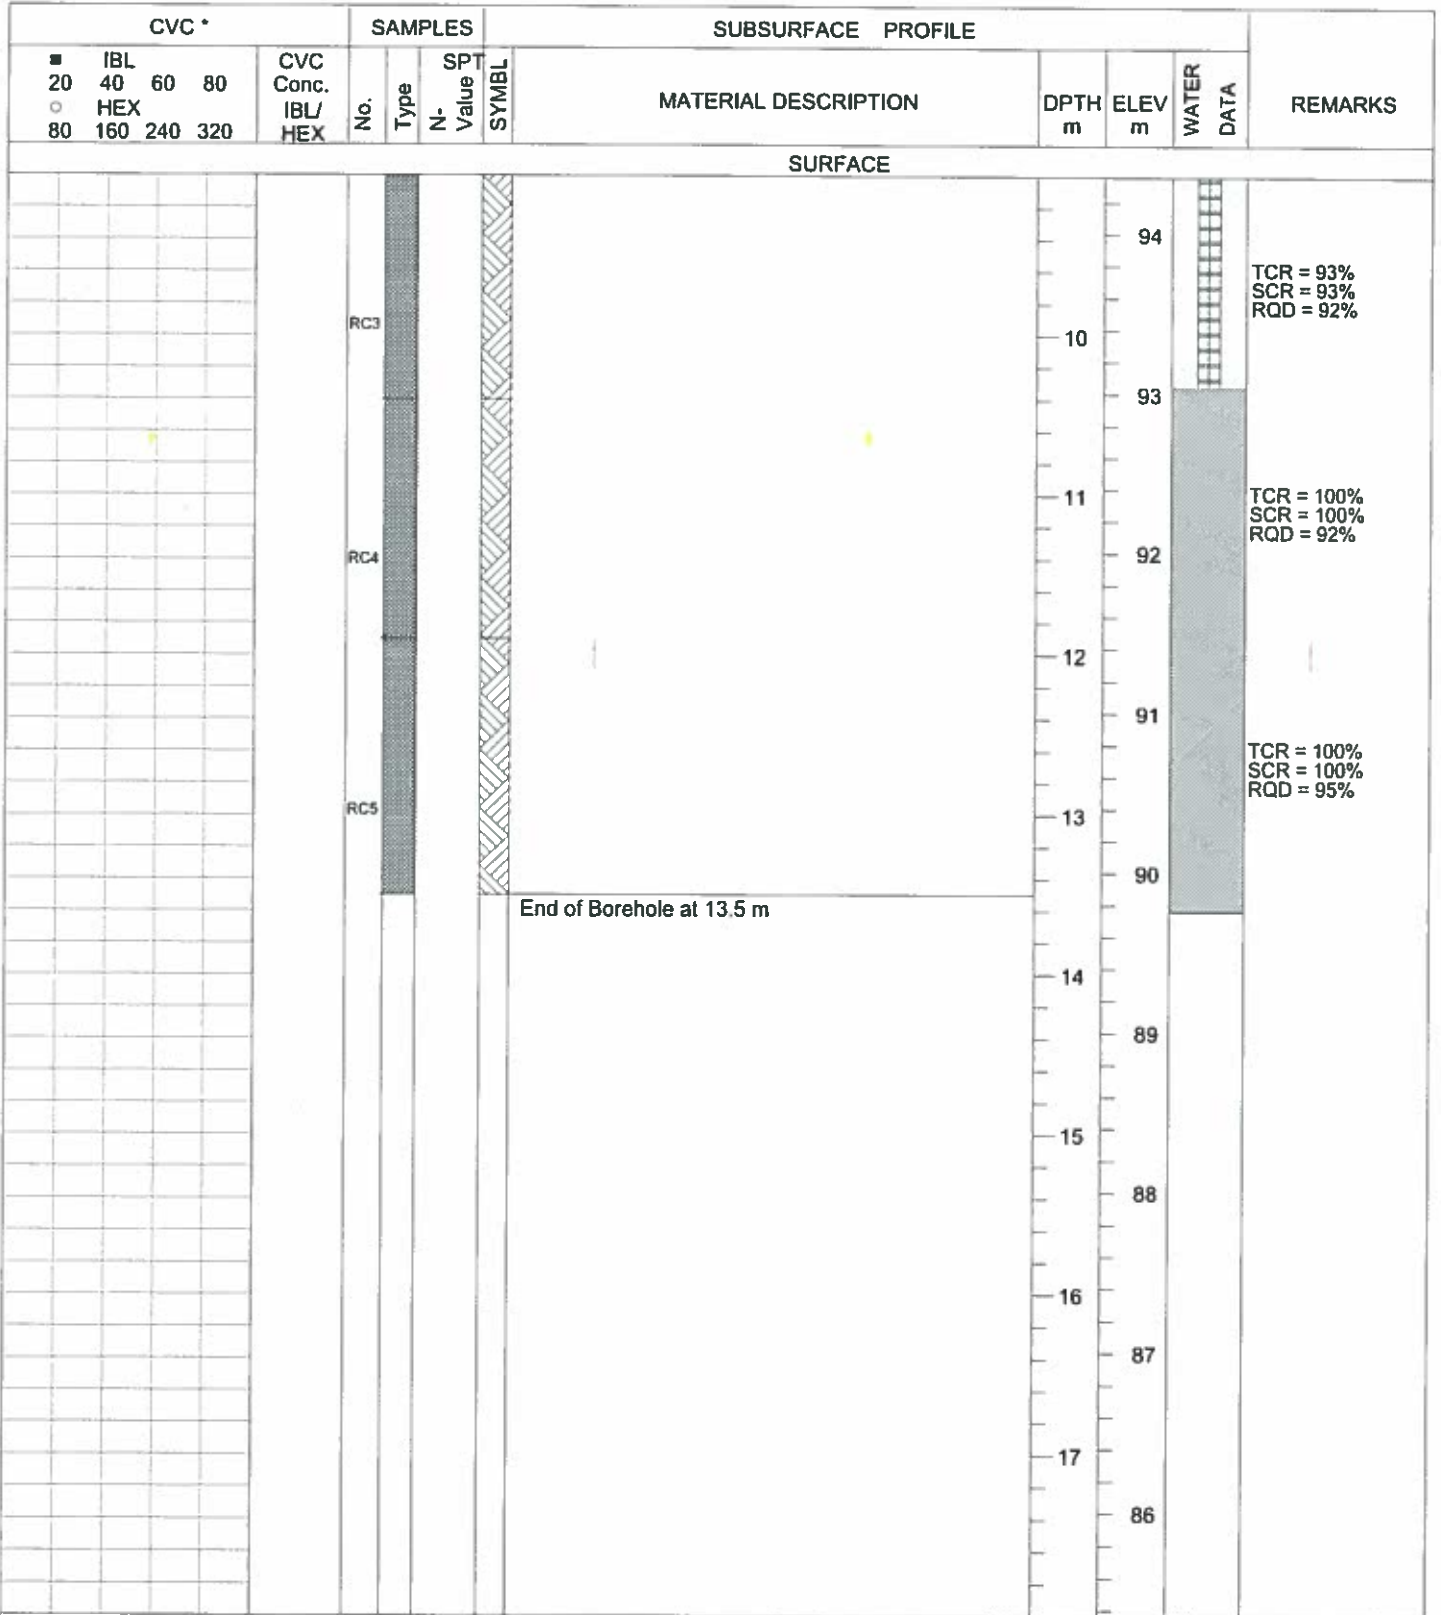 CVC *
SAMPLES
SUBSURFACE PROFILE
■ IBL
20 40 60 80
○ HEX
80 160 240 320
CVC
Conc.
IBL/
HEX
No.
Type
SPT
N-
Value
SYMBL
MATERIAL DESCRIPTION
DPTH
m
ELEV
m
WATER
DATA
REMARKS
SURFACE
94
TCR = 93%
SCR = 93%
RQD = 92%
RC3
10
93
11
TCR = 100%
SCR = 100%
RQD = 92%
RC4
92
12
91
TCR = 100%
SCR = 100%
RQD = 95%
RC5
13
90
End of Borehole at 13.5 m
14
89
15
88
16
87
17
86